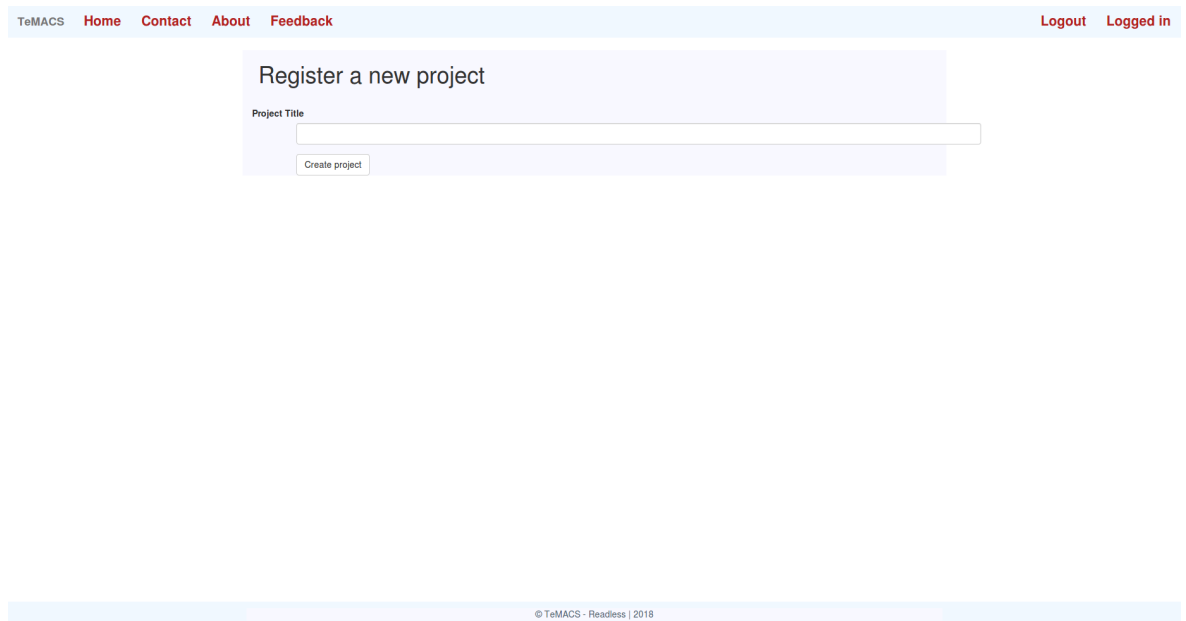 TeMACS Home Contact About Feedback Logout Logged in
Register a new project
Project Title
Create project
© TeMACS - Readless | 2018